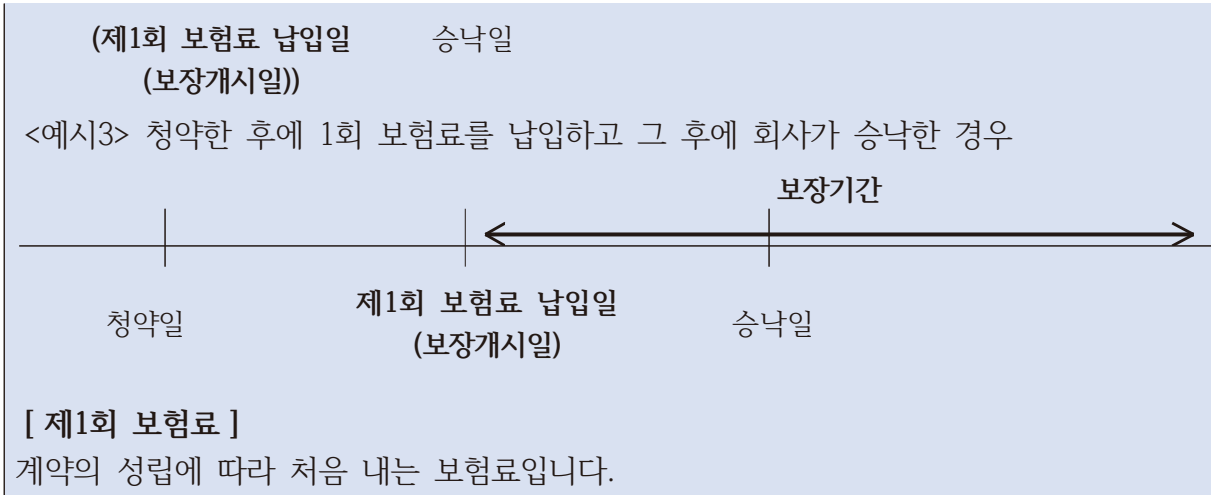 (제1회 보험료 납입일 승낙일
(보장개시일))
<예시3> 청약한 후에 1회 보험료를 납입하고 그 후에 회사가 승낙한 경우
보장기간
청약일 제1회 보험료 납입일 승낙일
(보장개시일)
[ 제1회 보험료 ]
계약의 성립에 따라 처음 내는 보험료입니다.